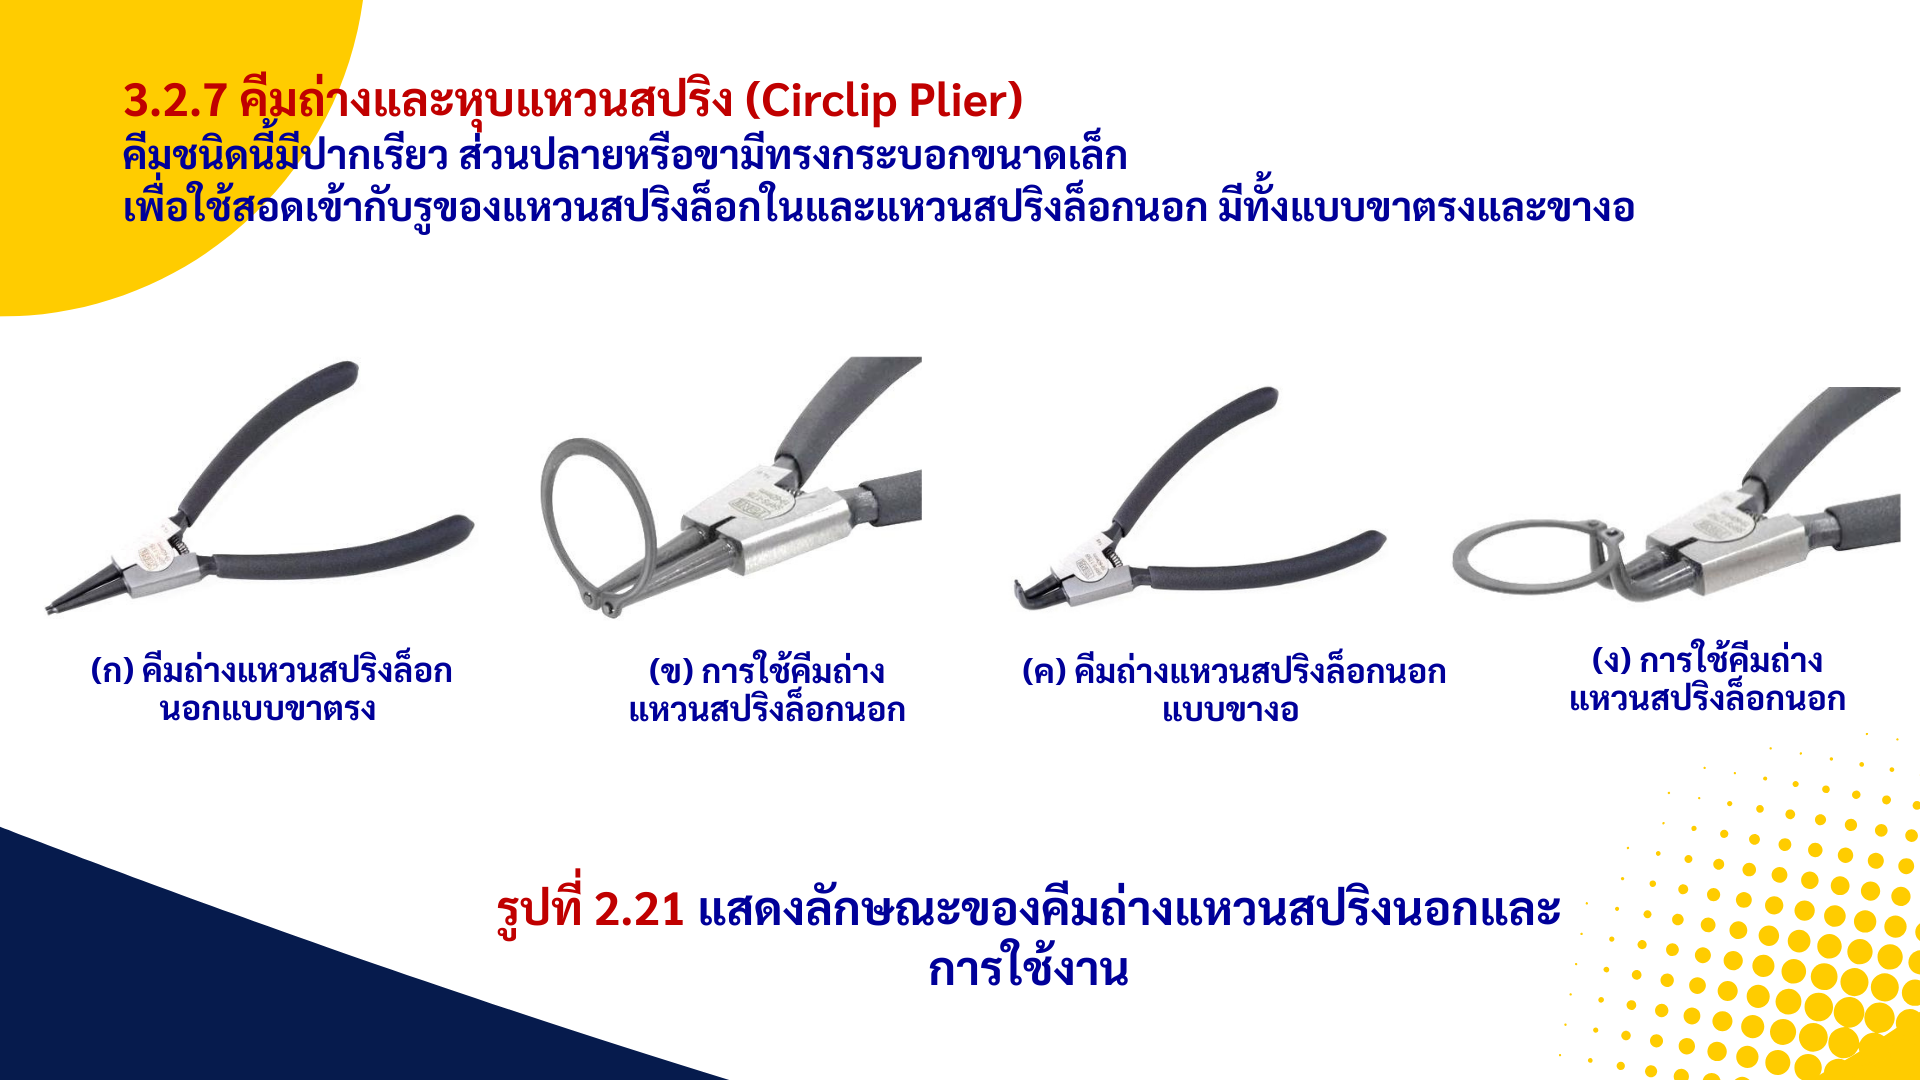 3.2.7 คีมถ่างและหุบแหวนสปริง (Circlip Plier)
คีมชนิดนี้มีปากเรียว ส่วนปลายหรือขามีทรงกระบอกขนาดเล็ก
เพื่อใช้สอดเข้ากับรูของแหวนสปริงล็อกในและแหวนสปริงล็อกนอก มีทั้งแบบขาตรงและขางอ
(ก) คีมถ่างแหวนสปริงล็อก
นอกแบบขาตรง
(ข) การใช้คีมถ่าง
แหวนสปริงล็อกนอก
(ค) คีมถ่างแหวนสปริงล็อกนอก
แบบขางอ
(ง) การใช้คีมถ่าง
แหวนสปริงล็อกนอก
รูปที่ 2.21 แสดงลักษณะของคีมถ่างแหวนสปริงนอกและ
การใช้งาน